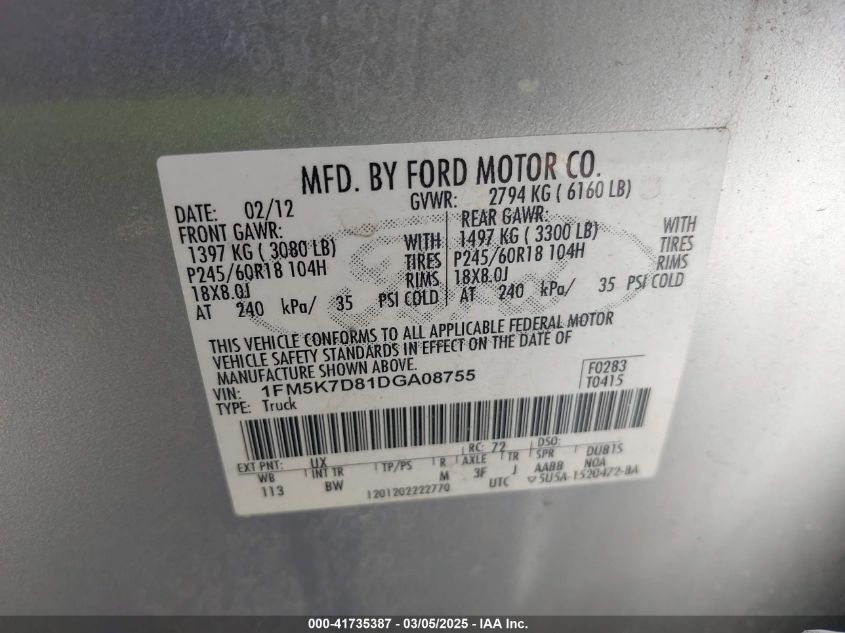 MFD. BY FORD MOTOR CO.
DATE: 02/12 GVWR: 2794 KG ( 6160 LB)
FRONT GAWR: REAR GAWR:
1397 KG ( 3080 LB) WITH 1497 KG ( 3300 LB) WITH
P245/60R18 104H TIRES P245/60R18 104H TIRES
18X8.0J RIMS 18X8.0J RIMS
AT 240 kPa/ 35 PSI COLD AT 240 kPa/ 35 PSI COLD
THIS VEHICLE CONFORMS TO ALL APPLICABLE FEDERAL MOTOR
VEHICLE SAFETY STANDARDS IN EFFECT ON THE DATE OF
MANUFACTURE SHOWN ABOVE.
VIN: 1FM5K7D81DGA08755 F0283
TYPE: Truck T0415
EXT PNT: UX RC: 72 DSO:
WB INT TR TP/PS R AXLE TR SPR DUB15
113 BW M 3F J AABB N0A
1201202222770 UTC 5U5A-1520472-BA
000-41735387 - 03/05/2025 - IAAI Inc.